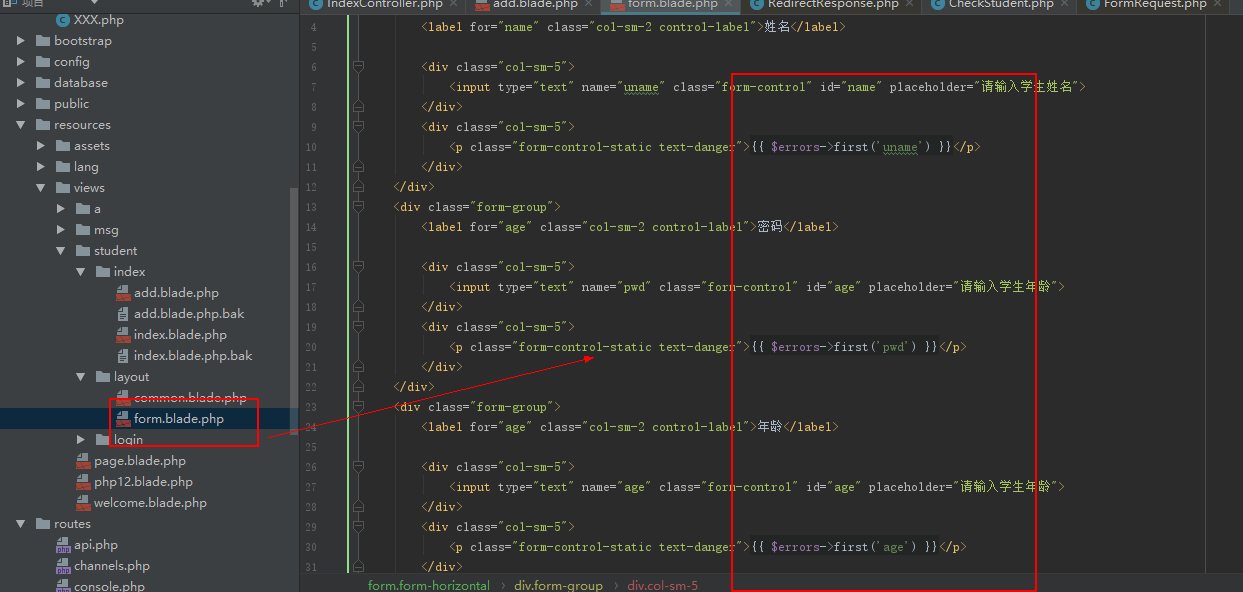 项目
XXX.php
bootstrap
config
database
public
resources
assets
lang
views
a
msg
student
index
add.blade.php
add.blade.php.bak
index.blade.php
index.blade.php.bak
layout
common.blade.php
form.blade.php
login
page.blade.php
php12.blade.php
welcome.blade.php
routes
api.php
channels.php
console.php
IndexController.php add.blade.php form.blade.php RedirectResponse.php CheckStudent.php FormRequest.php
4 <label for="name" class="col-sm-2 control-label">姓名</label>
5
6 <div class="col-sm-5">
7 <input type="text" name="uname" class="form-control" id="name" placeholder="请输入学生姓名">
8 </div>
9 <div class="col-sm-5">
10 <p class="form-control-static text-danger">{{ $errors->first('uname') }}</p>
11 </div>
12 </div>
13 <div class="form-group">
14 <label for="age" class="col-sm-2 control-label">密码</label>
15
16 <div class="col-sm-5">
17 <input type="text" name="pwd" class="form-control" id="age" placeholder="请输入学生年龄">
18 </div>
19 <div class="col-sm-5">
20 <p class="form-control-static text-danger">{{ $errors->first('pwd') }}</p>
21 </div>
22 </div>
23 <div class="form-group">
24 <label for="age" class="col-sm-2 control-label">年龄</label>
25
26 <div class="col-sm-5">
27 <input type="text" name="age" class="form-control" id="age" placeholder="请输入学生年龄">
28 </div>
29 <div class="col-sm-5">
30 <p class="form-control-static text-danger">{{ $errors->first('age') }}</p>
31 </div>
form.form-horizontal › div.form-group › div.col-sm-5